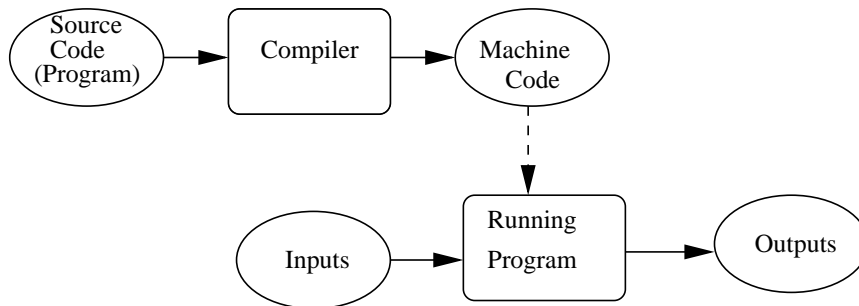 Source
Code
(Program)
Compiler
Machine
Code
Inputs
Running
Program
Outputs